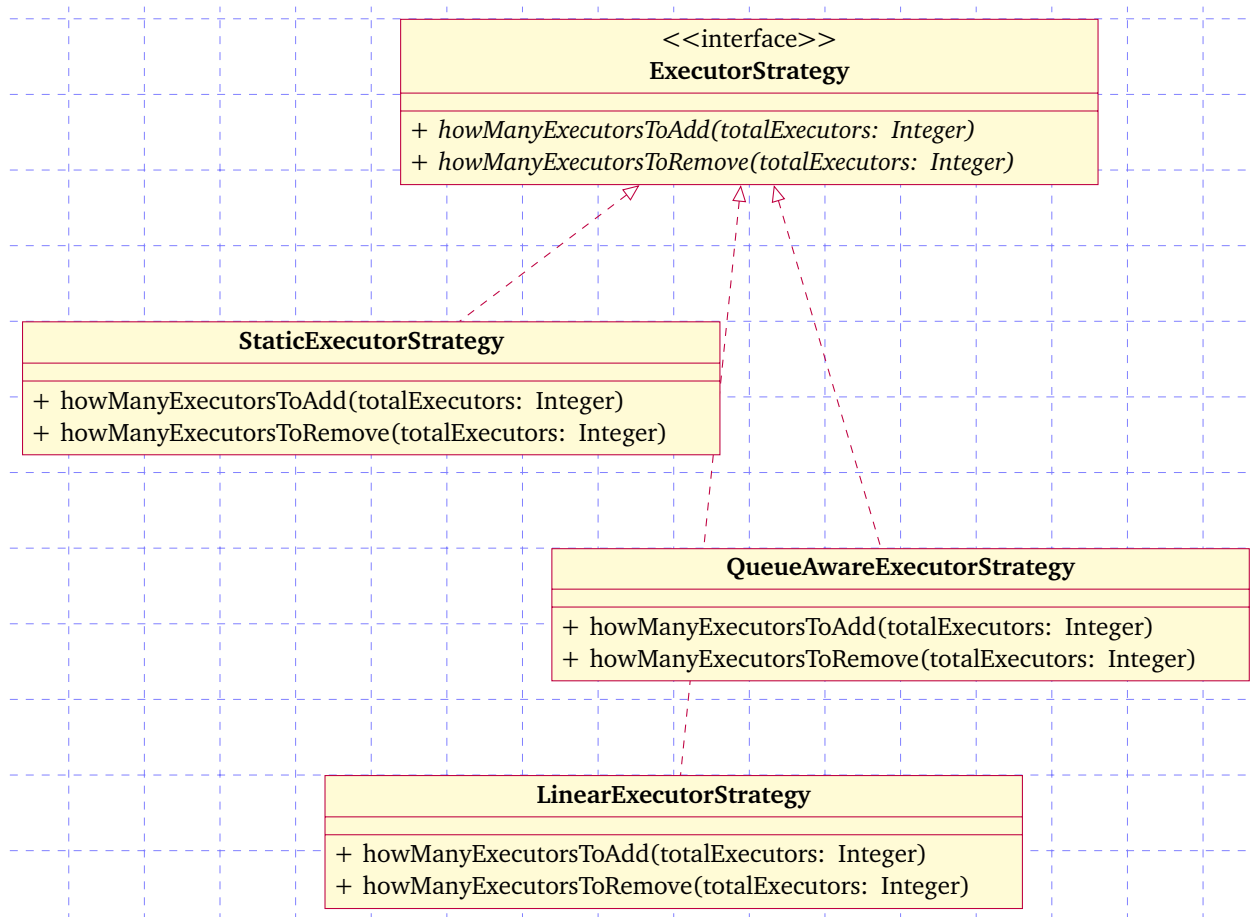 <<interface>>
ExecutorStrategy
+ howManyExecutorsToAdd(totalExecutors: Integer)
+ howManyExecutorsToRemove(totalExecutors: Integer)
StaticExecutorStrategy
+ howManyExecutorsToAdd(totalExecutors: Integer)
+ howManyExecutorsToRemove(totalExecutors: Integer)
QueueAwareExecutorStrategy
+ howManyExecutorsToAdd(totalExecutors: Integer)
+ howManyExecutorsToRemove(totalExecutors: Integer)
LinearExecutorStrategy
+ howManyExecutorsToAdd(totalExecutors: Integer)
+ howManyExecutorsToRemove(totalExecutors: Integer)